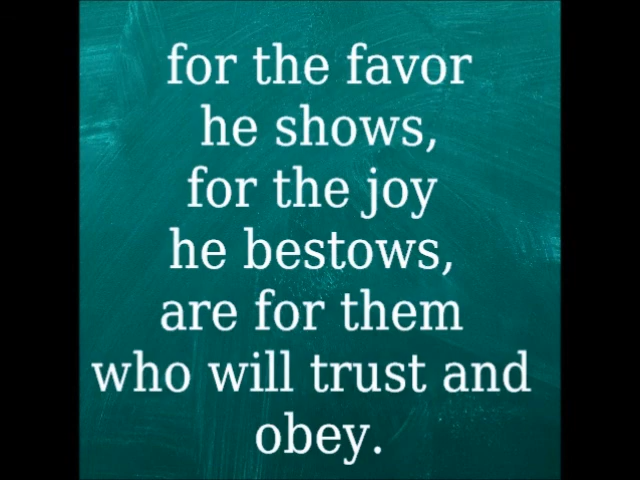 for the favor
he shows,
for the joy
he bestows,
are for them
who will trust and
obey.